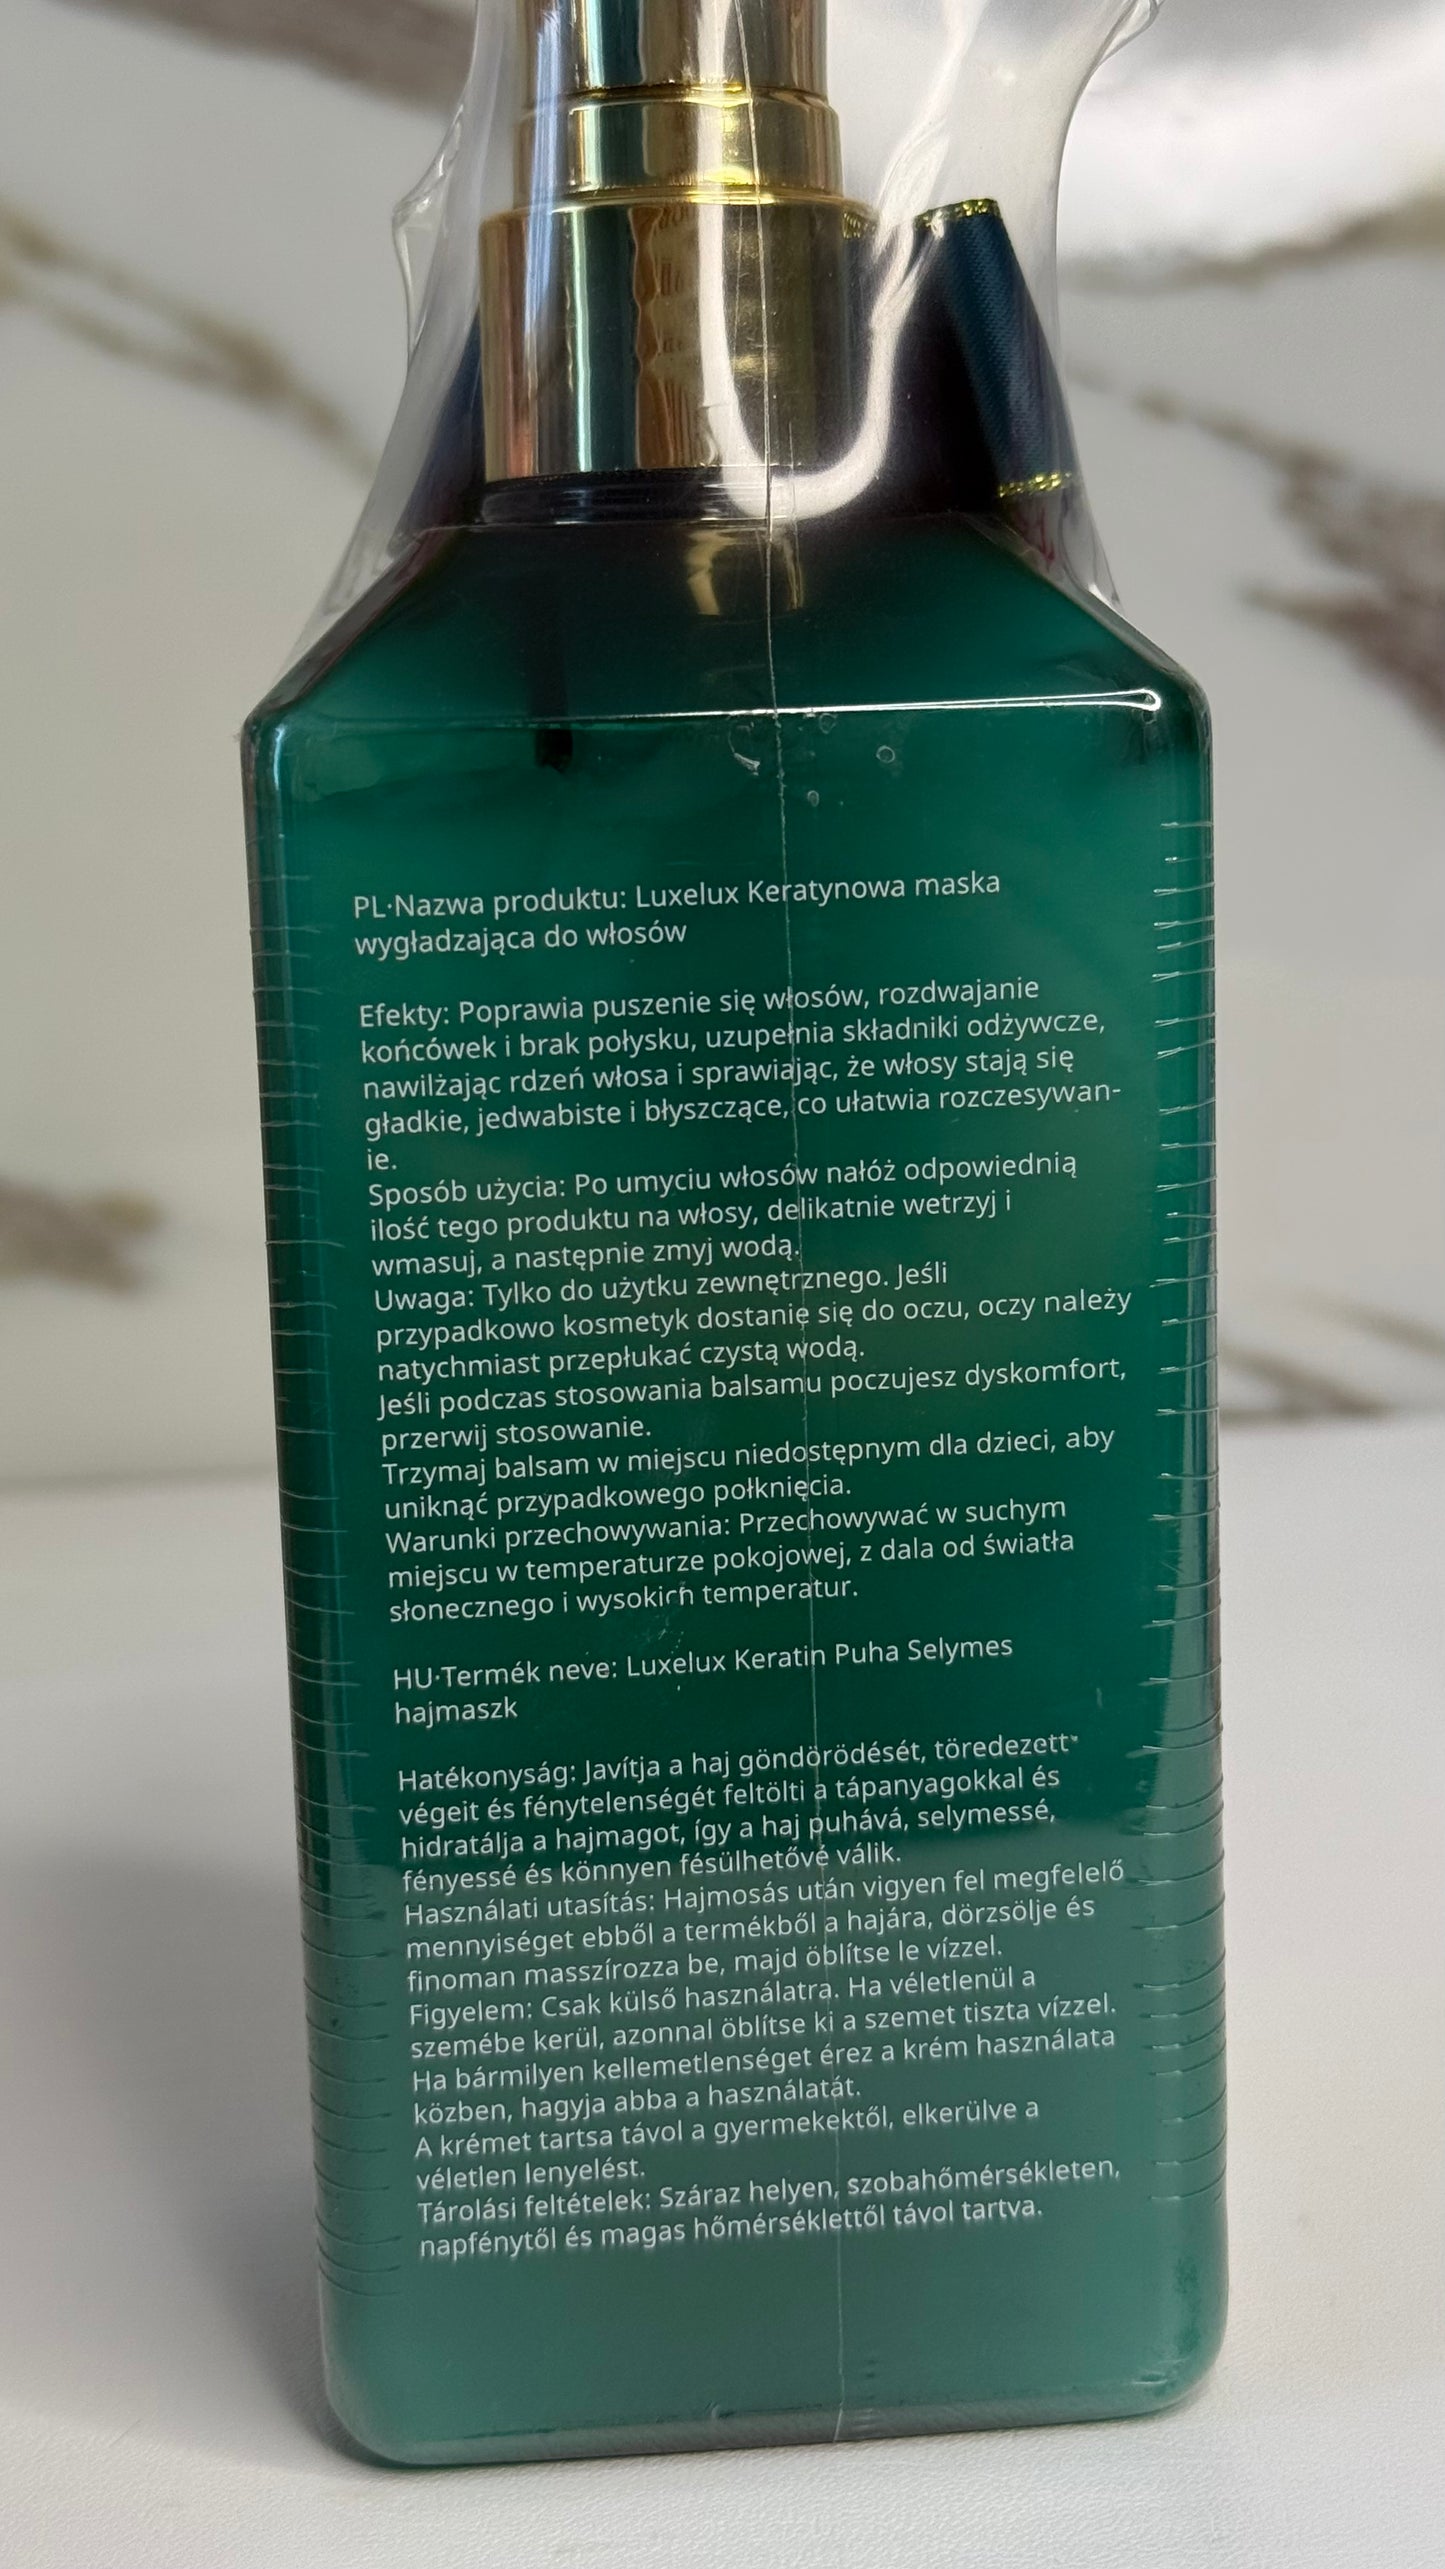 PL·Nazwa produktu: Luxelux Keratynowa maska
wygładzająca do włosów
Efekty: Poprawia puszenie się włosów, rozdwajanie
końcówek i brak połysku, uzupełnia składniki odżywcze,
nawilżając rdzeń włosa i sprawiając, że włosy stają się
gładkie, jedwabiste i błyszczące, co ułatwia rozczesywan-
ie.
Sposób użycia: Po umyciu włosów nałóż odpowiednią
ilość tego produktu na włosy, delikatnie wetrzyj i
wmasuj, a następnie zmyj wodą.
Uwaga: Tylko do użytku zewnętrznego. Jeśli
przypadkowo kosmetyk dostanie się do oczu, oczy należy
natychmiast przepłukać czystą wodą.
Jeśli podczas stosowania balsamu poczujesz dyskomfort,
przerwij stosowanie.
Trzymaj balsam w miejscu niedostępnym dla dzieci, aby
uniknąć przypadkowego połknięcia.
Warunki przechowywania: Przechowywać w suchym
miejscu w temperaturze pokojowej, z dala od światła
słonecznego i wysokich temperatur.
HU·Termék neve: Luxelux Keratin Puha Selymes
hajmaszk
Hatékonyság: Javítja a haj göndörödését, töredezett
végeit és fénytelenségét feltölti a tápanyagokkal és
hidratálja a hajmagot, így a haj puhává, selymessé,
fényessé és könnyen fésülhetővé válik.
Használati utasítás: Hajmosás után vigyen fel megfelelő
mennyiséget ebből a termékből a hajára, dörzsölje és
finoman masszírozza be, majd öblítse le vízzel.
Figyelem: Csak külső használatra. Ha véletlenül a
szemébe kerül, azonnal öblítse ki a szemet tiszta vízzel.
Ha bármilyen kellemetlenséget érez a krém használata
közben, hagyja abba a használatát.
A krémet tartsa távol a gyermekektől, elkerülve a
véletlen lenyelést.
Tárolási feltételek: Száraz helyen, szobahőmérsékleten,
napfénytől és magas hőmérséklettől távol tartva.